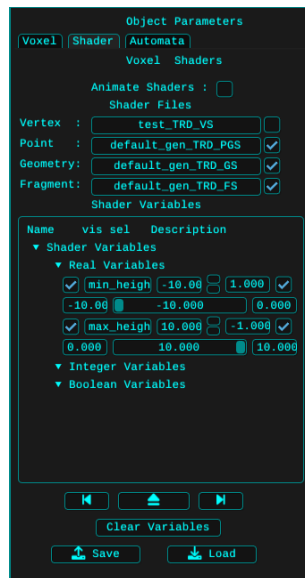 Object Parameters
Voxel Shader Automata
Voxel Shaders
Animate Shaders :
Shader Files
Vertex : test_TRD_VS
Point : default_gen_TRD_PGS
Geometry: default_gen_TRD_GS
Fragment: default_gen_TRD_FS
Shader Variables
Name vis sel Description
▼ Shader Variables
▼ Real Variables
min_heigh -10.00 1.000
-10.00 -10.000 0.000
max_heigh 10.000 -1.000
0.000 10.000 10.000
▼ Integer Variables
▼ Boolean Variables
Clear Variables
Save Load